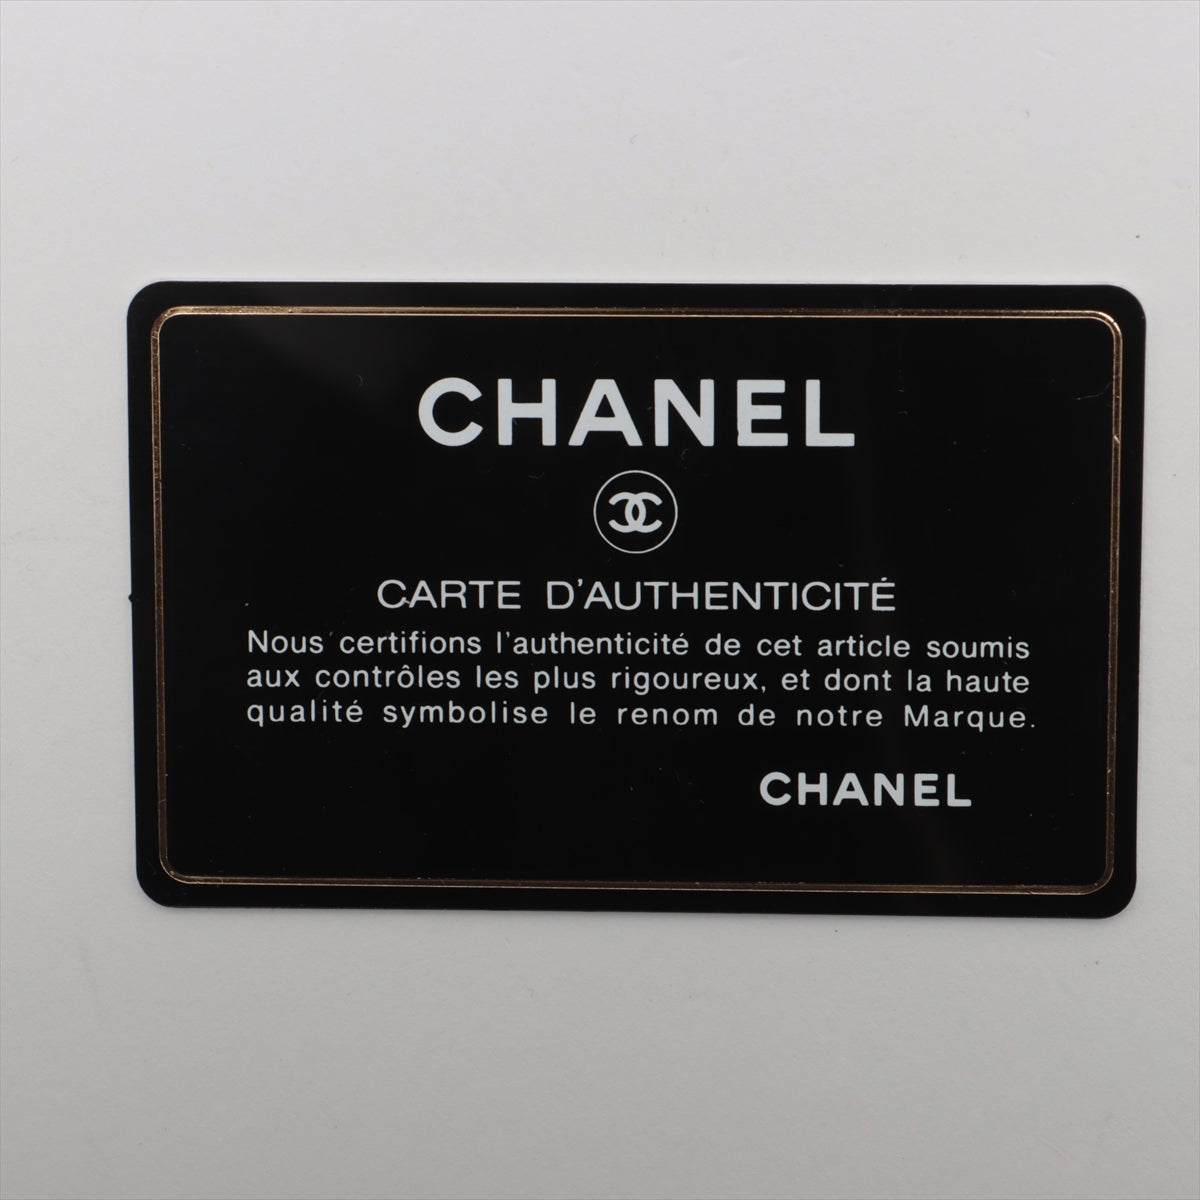 CHANEL
CARTE D'AUTHENTICITÉ
Nous certifions l'authenticité de cet article soumis
aux contrôles les plus rigoureux, et dont la haute
qualité symbolise le renom de notre Marque.
CHANEL